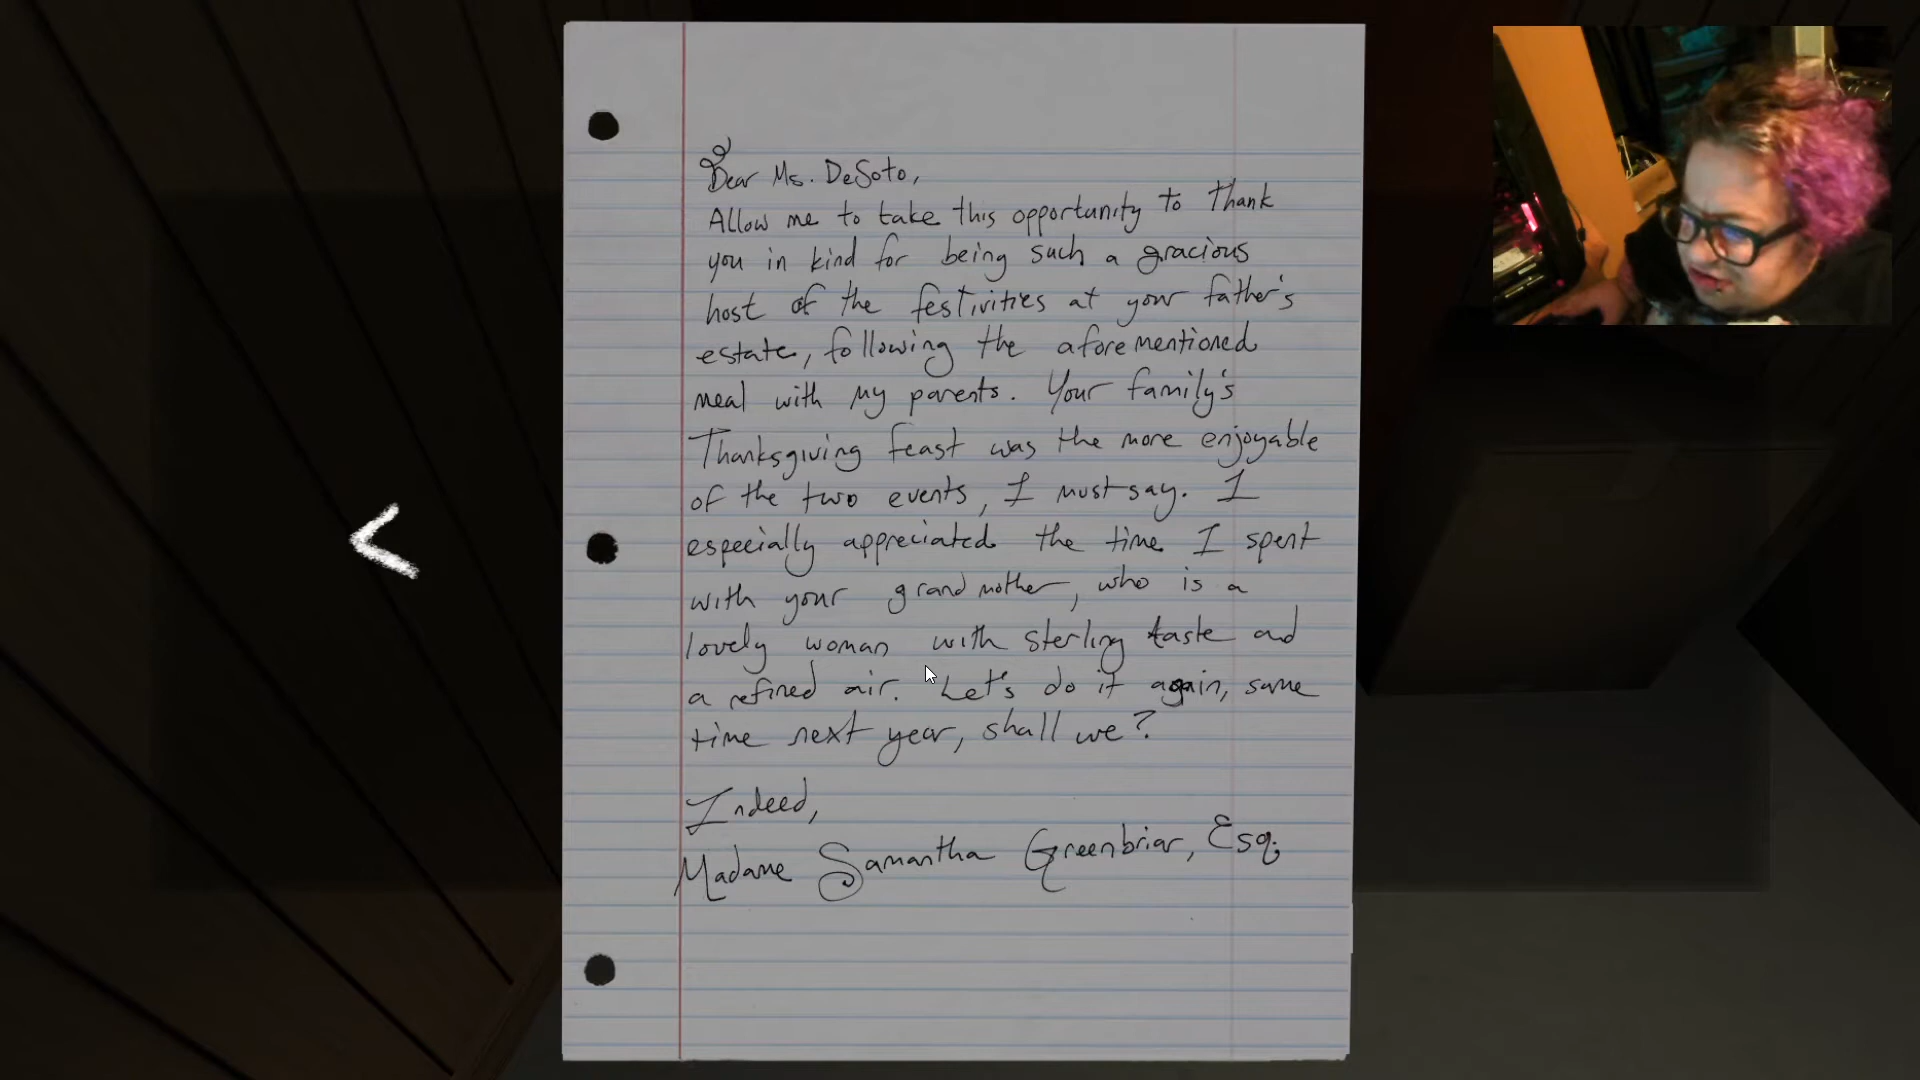 Dear Ms. DeSoto,
Allow me to take this opportunity to thank
you in kind for being such a gracious
host of the festivities at your father's
estate, following the aforementioned
meal with my parents. Your family's
Thanksgiving feast was the more enjoyable
of the two events, I must say. I
especially appreciated the time I spent
with your grandmother, who is a
lovely woman with sterling taste and
a refined air. Let's do it again, same
time next year, shall we?
Indeed,
Madame Samantha Greenbriar, Esq.